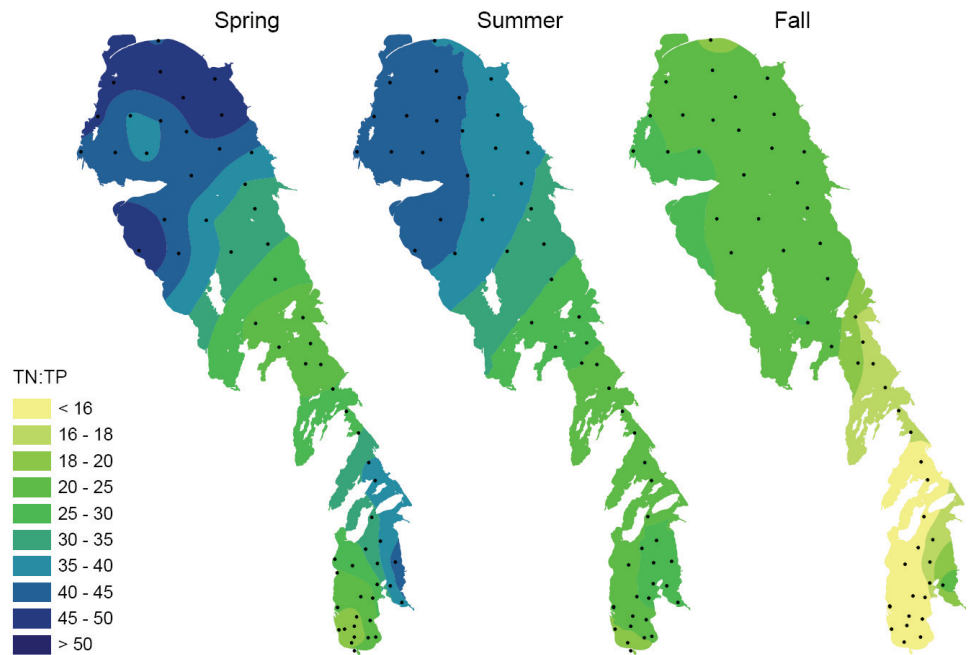 Spring
Summer
Fall
TN:TP
< 16
16 - 18
18 - 20
20 - 25
25 - 30
30 - 35
35 - 40
40 - 45
45 - 50
> 50